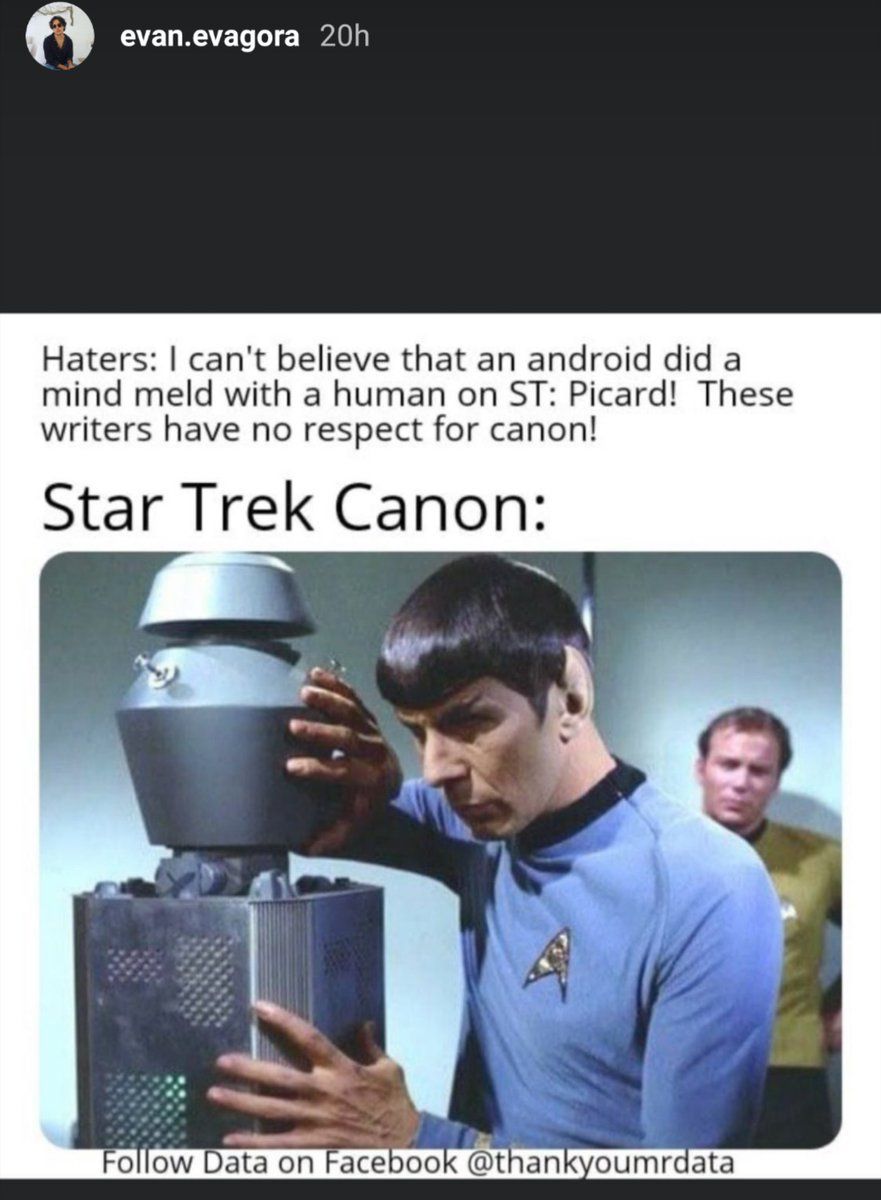 evan.evagora 20h
Haters: I can't believe that an android did a
mind meld with a human on ST: Picard!  These
writers have no respect for canon!
Star Trek Canon:
Follow Data on Facebook @thankyoumrdata